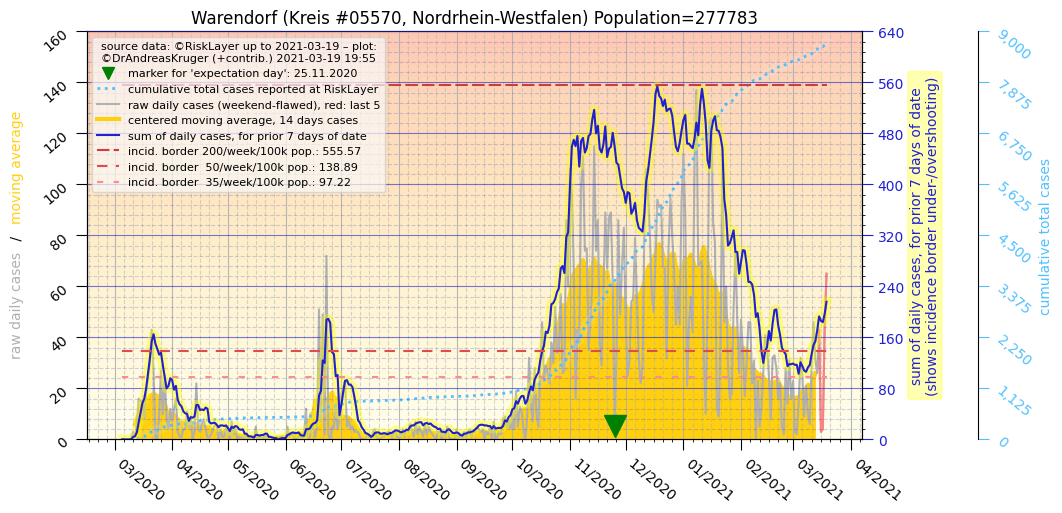 Warendorf (Kreis #05570, Nordrhein-Westfalen) Population=277783
source data: ©RiskLayer up to 2021-03-19 – plot:
©DrAndreasKruger (+contrib.) 2021-03-19 19:55
marker for 'expectation day': 25.11.2020
cumulative total cases reported at RiskLayer
raw daily cases (weekend-flawed), red: last 5
centered moving average, 14 days cases
sum of daily cases, for prior 7 days of date
incid. border 200/week/100k pop.: 555.57
incid. border  50/week/100k pop.: 138.89
incid. border  35/week/100k pop.: 97.22
raw daily cases / moving average
160
140
120
100
80
60
40
20
0
03/2020
04/2020
05/2020
06/2020
07/2020
08/2020
09/2020
10/2020
11/2020
12/2020
01/2021
02/2021
03/2021
04/2021
640
560
480
400
320
240
160
80
0
sum of daily cases, for prior 7 days of date
(shows incidence border under-/overshooting)
9,000
7,875
6,750
5,625
4,500
3,375
2,250
1,125
0
cumulative total cases